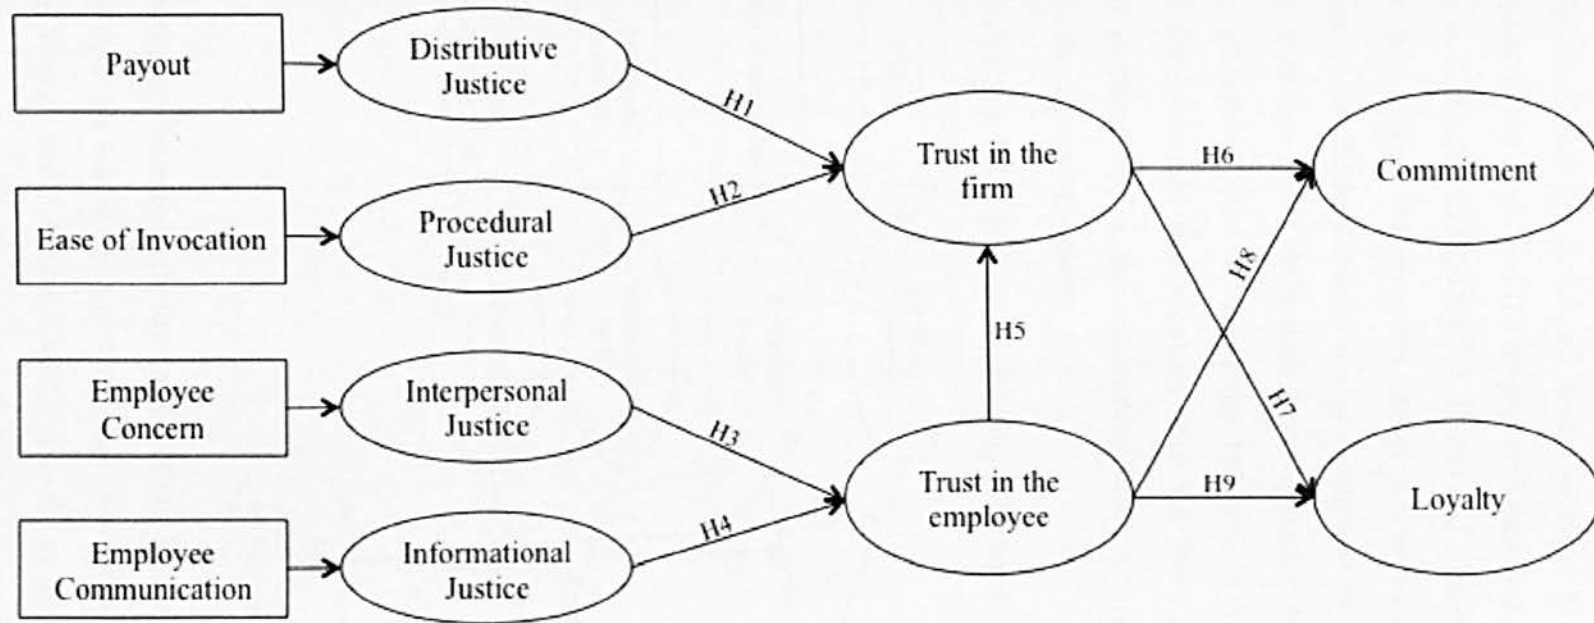 Payout
Distributive
Justice
H1
Ease of Invocation
Procedural
Justice
H2
Trust in the
firm
H6
Commitment
H8
H5
H7
Employee
Concern
Interpersonal
Justice
H3
Trust in the
employee
H9
Loyalty
Employee
Communication
Informational
Justice
H4